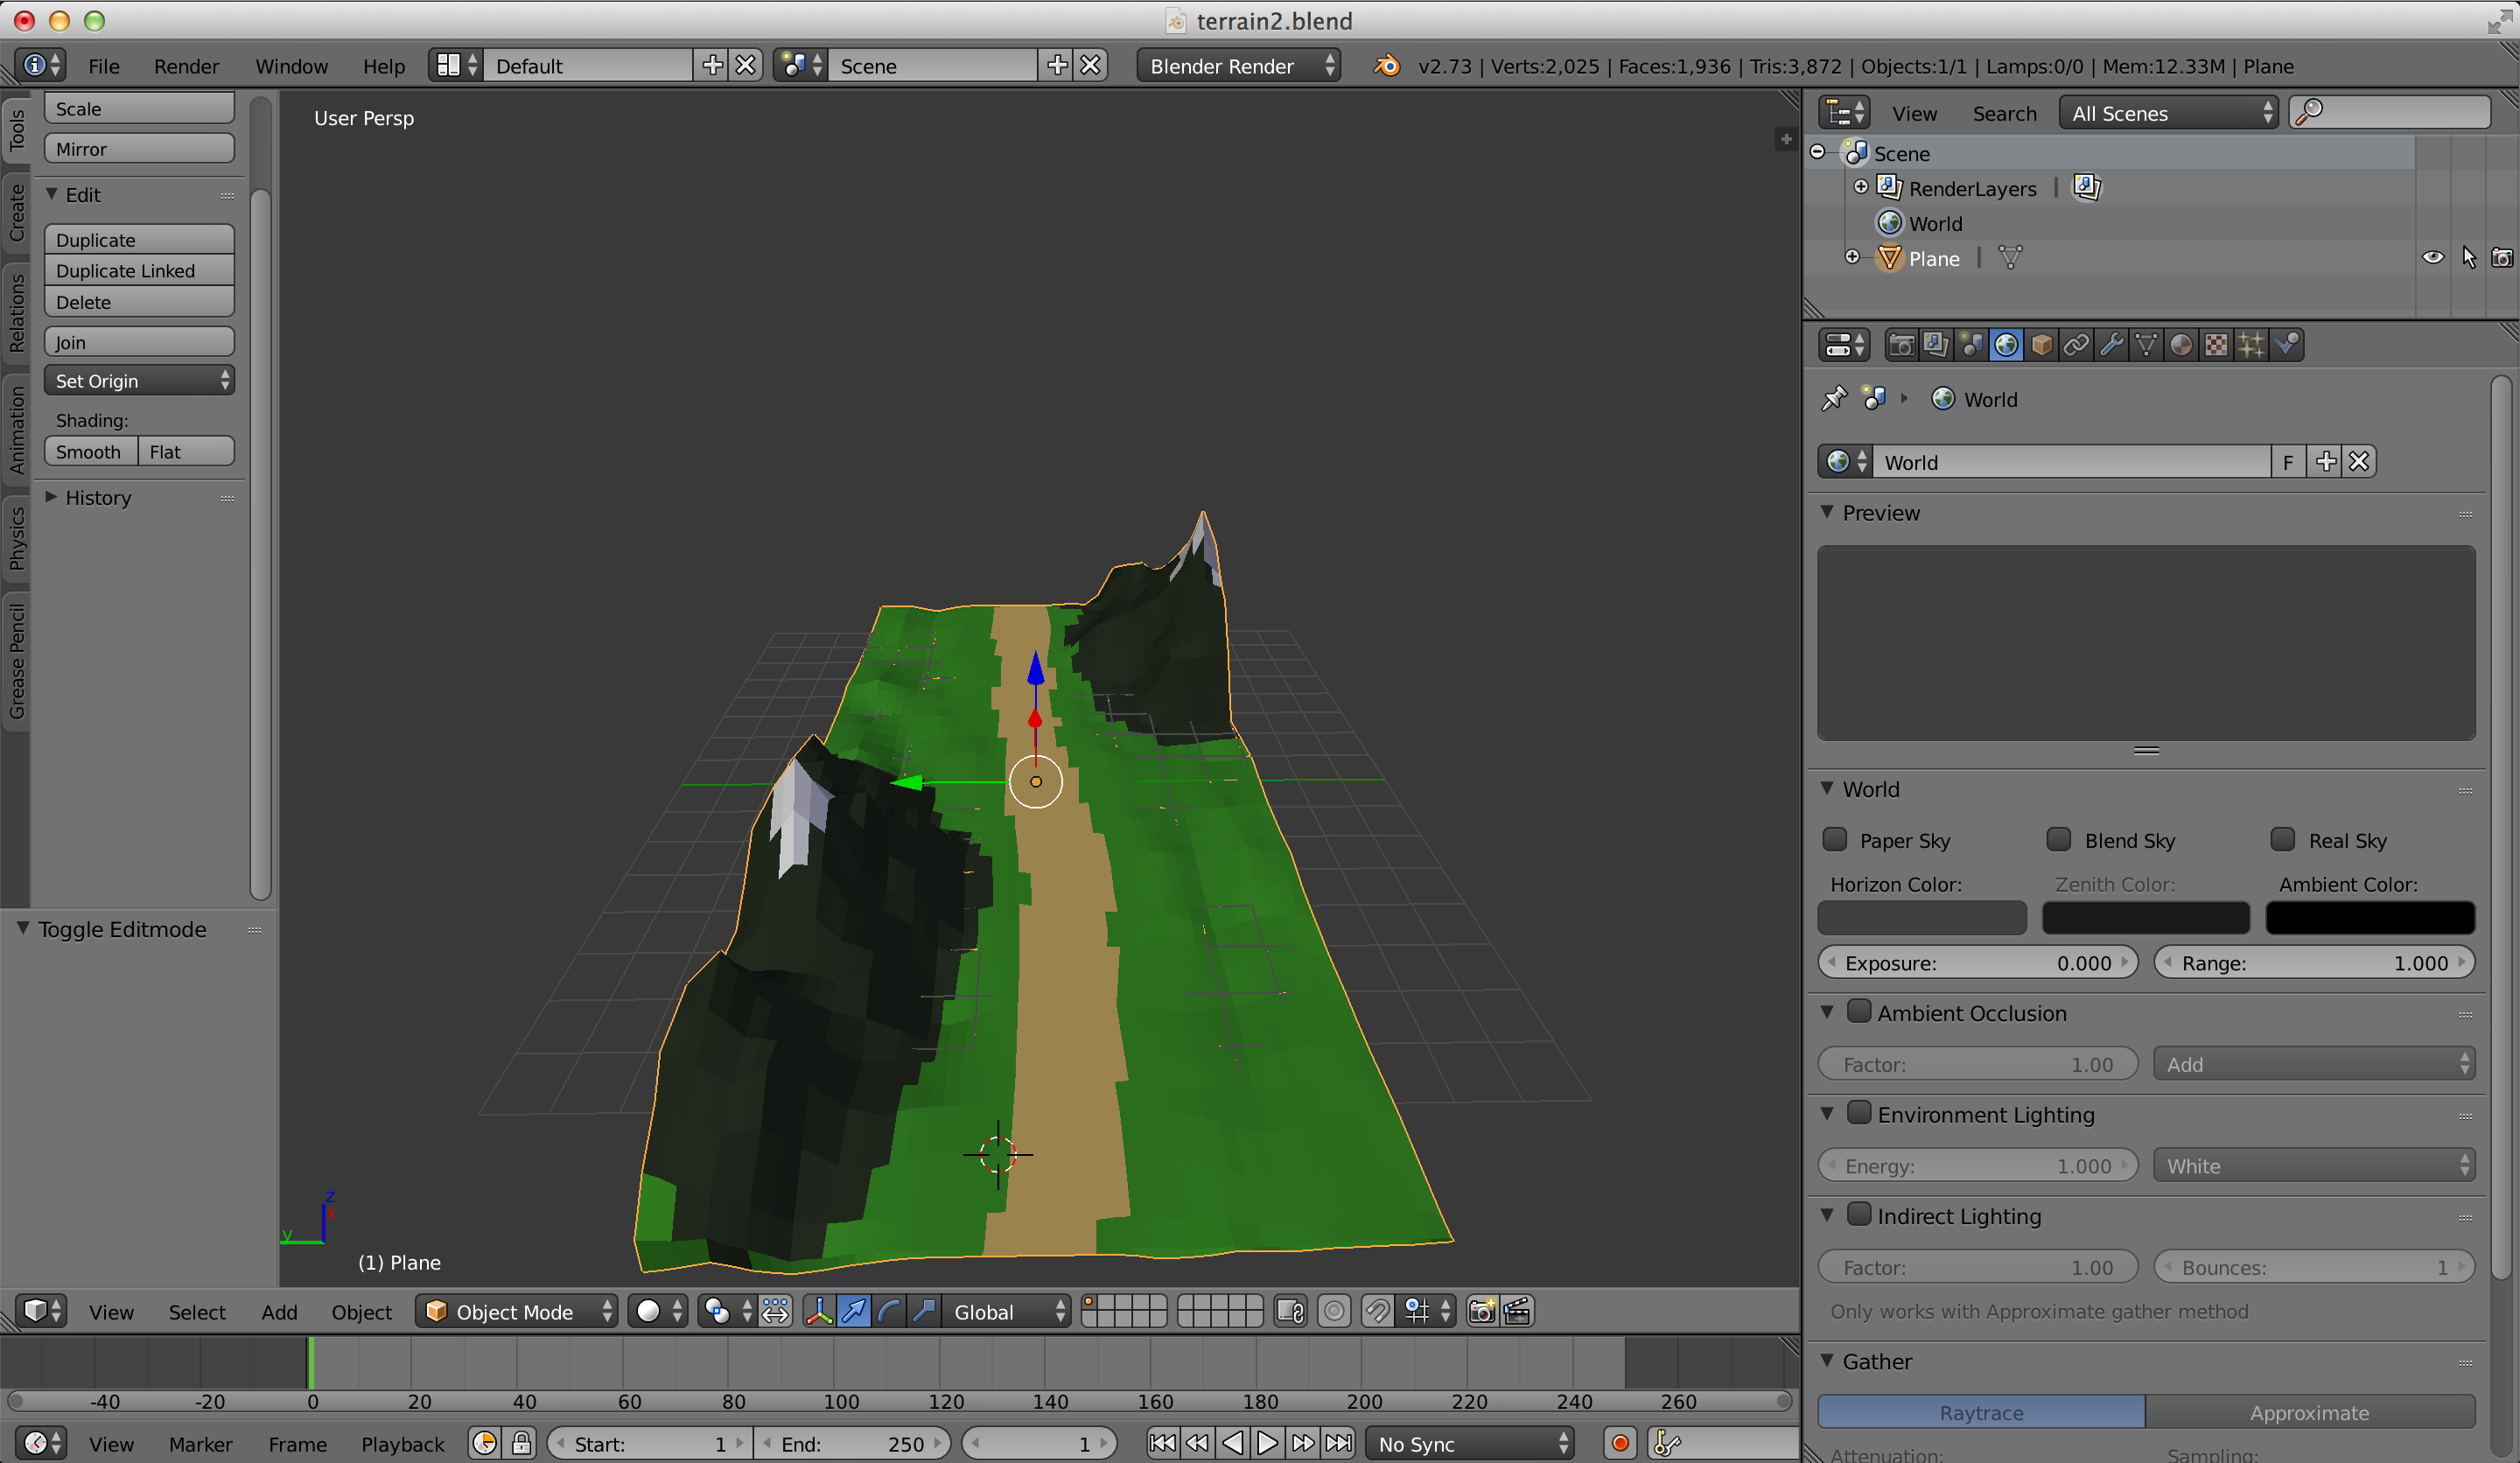 terrain2.blend
File Render Window Help Default Scene Blender Render v2.73 | Verts:2,025 | Faces:1,936 | Tris:3,872 | Objects:1/1 | Lamps:0/0 | Mem:12.33M | Plane
Tools
Create
Relations
Animation
Physics
Grease Pencil
Scale
Mirror
Edit
Duplicate
Duplicate Linked
Delete
Join
Set Origin
Shading:
Smooth Flat
History
Toggle Editmode
User Persp
z
x
y
(1) Plane
View Select Add Object Object Mode Global
-40 -20 0 20 40 60 80 100 120 140 160 180 200 220 240 260
View Marker Frame Playback Start: 1 End: 250 1 No Sync
View Search All Scenes
Scene
RenderLayers |
World
Plane |
World
World F
Preview
World
Paper Sky Blend Sky Real Sky
Horizon Color: Zenith Color: Ambient Color:
Exposure: 0.000 Range: 1.000
Ambient Occlusion
Factor: 1.00 Add
Environment Lighting
Energy: 1.000 White
Indirect Lighting
Factor: 1.00 Bounces: 1
Only works with Approximate gather method
Gather
Raytrace Approximate
Attenuation: Sampling: